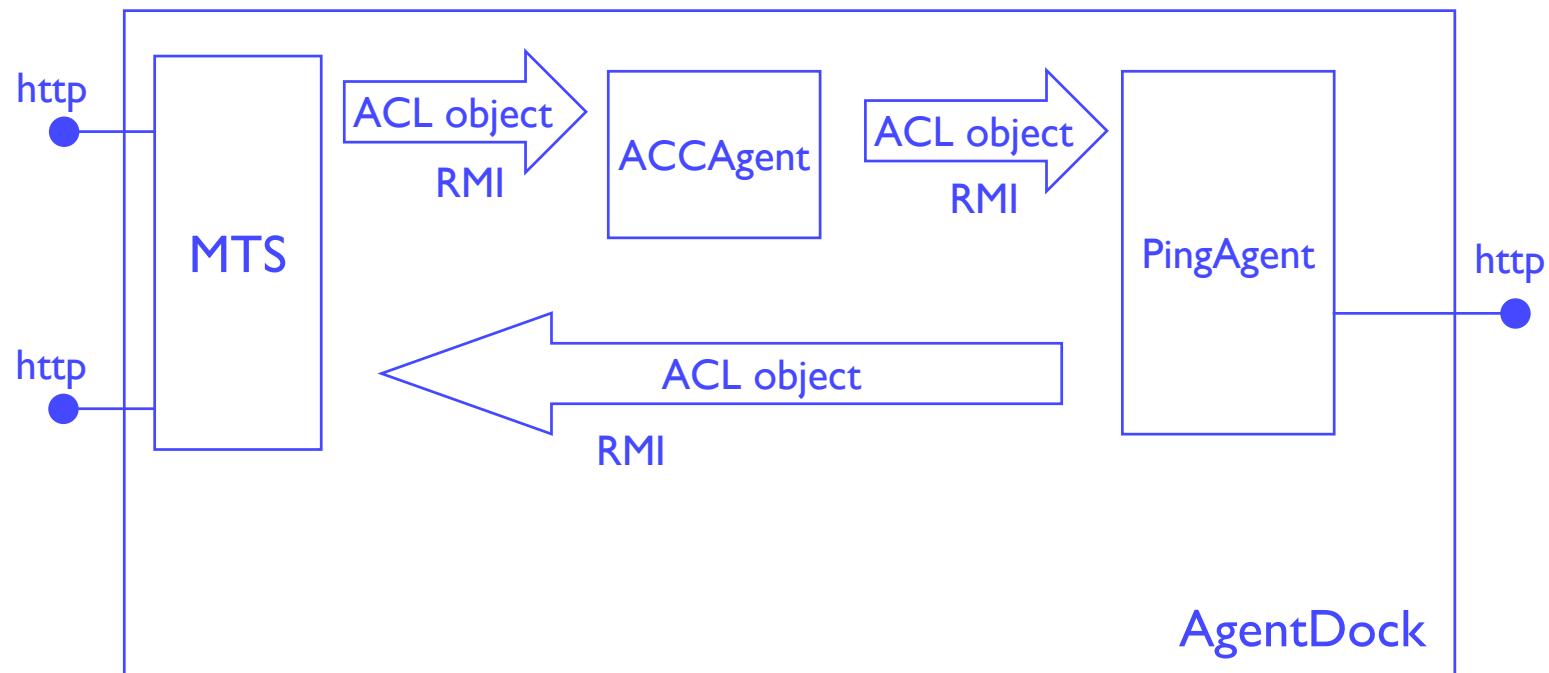 http
ACL object
RMI
ACCAgent
ACL object
RMI
MTS
PingAgent
http
http
ACL object
RMI
AgentDock